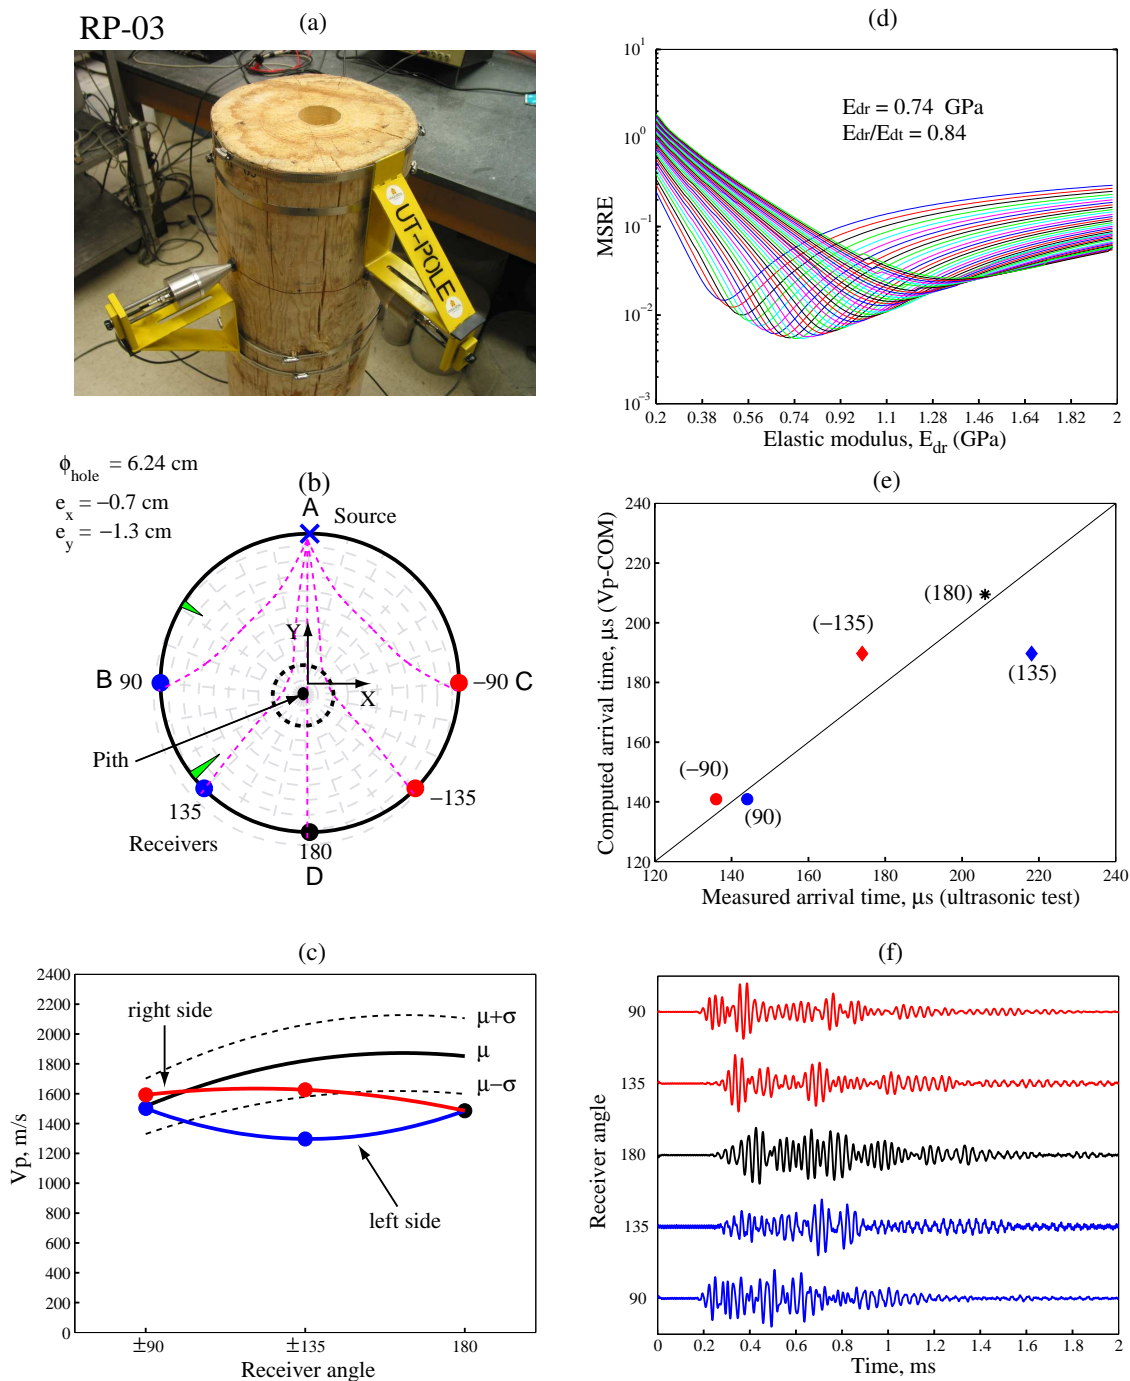 RP-03
(a)
UT-POLE
(b)
ϕhole = 6.24 cm
ex = −0.7 cm
ey = −1.3 cm
A
Source
Y
X
B 90
−90 C
Pith
135
−135
Receivers
180
D
(c)
Vp, m/s
2400
2200
2000
1800
1600
1400
1200
1000
800
600
400
200
0
right side
μ+σ
μ
μ−σ
left side
±90 ±135 180
Receiver angle
(d)
MSRE
10^1
10^0
10^−1
10^−2
10^−3
Edr = 0.74 GPa
Edr/Edt = 0.84
0.2 0.38 0.56 0.74 0.92 1.1 1.28 1.46 1.64 1.82 2
Elastic modulus, Edr (GPa)
(e)
Computed arrival time, μs (Vp-COM)
240
220
200
180
160
140
120
(180)
(−135)
(135)
(−90)
(90)
120 140 160 180 200 220 240
Measured arrival time, μs (ultrasonic test)
(f)
Receiver angle
90
135
180
135
90
0 0.2 0.4 0.6 0.8 1 1.2 1.4 1.6 1.8 2
Time, ms